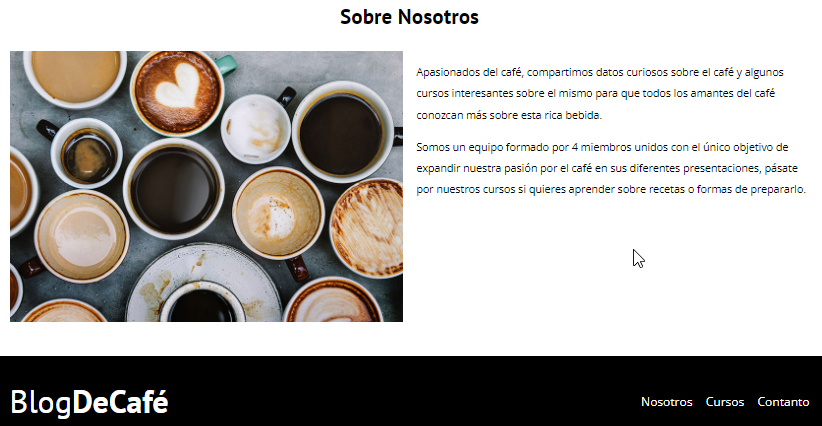 Sobre Nosotros
Apasionados del café, compartimos datos curiosos sobre el café y algunos
cursos interesantes sobre el mismo para que todos los amantes del café
conozcan más sobre esta rica bebida.
Somos un equipo formado por 4 miembros unidos con el único objetivo de
expandir nuestra pasión por el café en sus diferentes presentaciones, pásate
por nuestros cursos si quieres aprender sobre recetas o formas de prepararlo.
BlogDeCafé
Nosotros Cursos Contanto